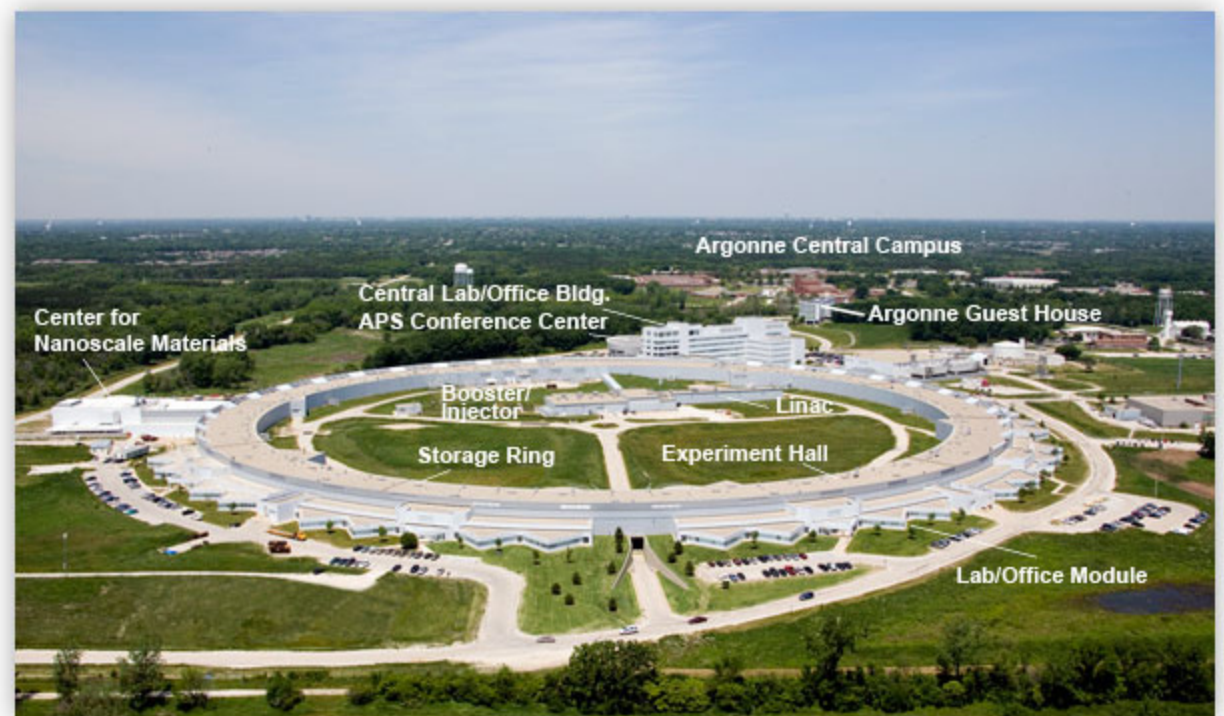 Argonne Central Campus
Central Lab/Office Bldg.
APS Conference Center
Argonne Guest House
Center for
Nanoscale Materials
Booster/
Injector
Linac
Storage Ring
Experiment Hall
Lab/Office Module